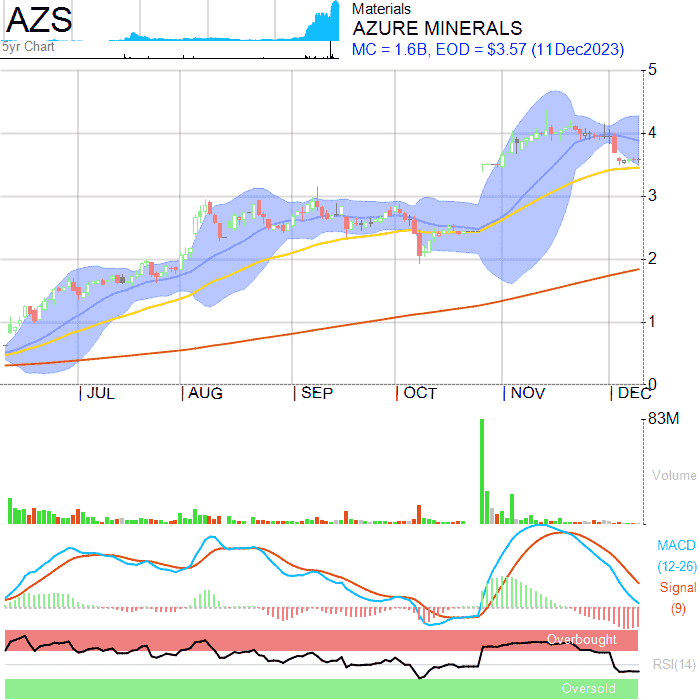 AZS
5yr Chart
Materials
AZURE MINERALS
MC = 1.6B, EOD = $3.57 (11Dec2023)
5
4
3
2
1
0
JUL AUG SEP OCT NOV DEC
83M
Volume
MACD
(12-26)
Signal
(9)
Overbought
RSI(14)
Oversold